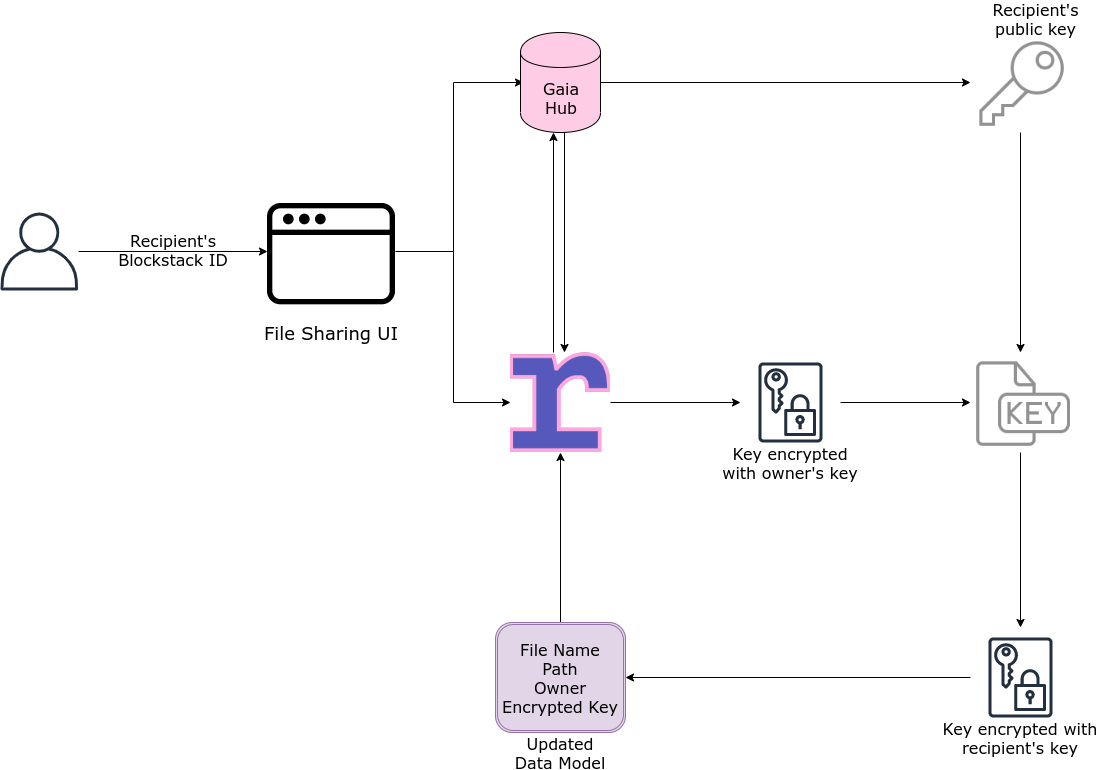 Recipient's
public key
Gaia
Hub
Recipient's
Blockstack ID
File Sharing UI
r
KEY
Key encrypted
with owner's key
File Name
Path
Owner
Encrypted Key
Updated
Data Model
Key encrypted with
recipient's key